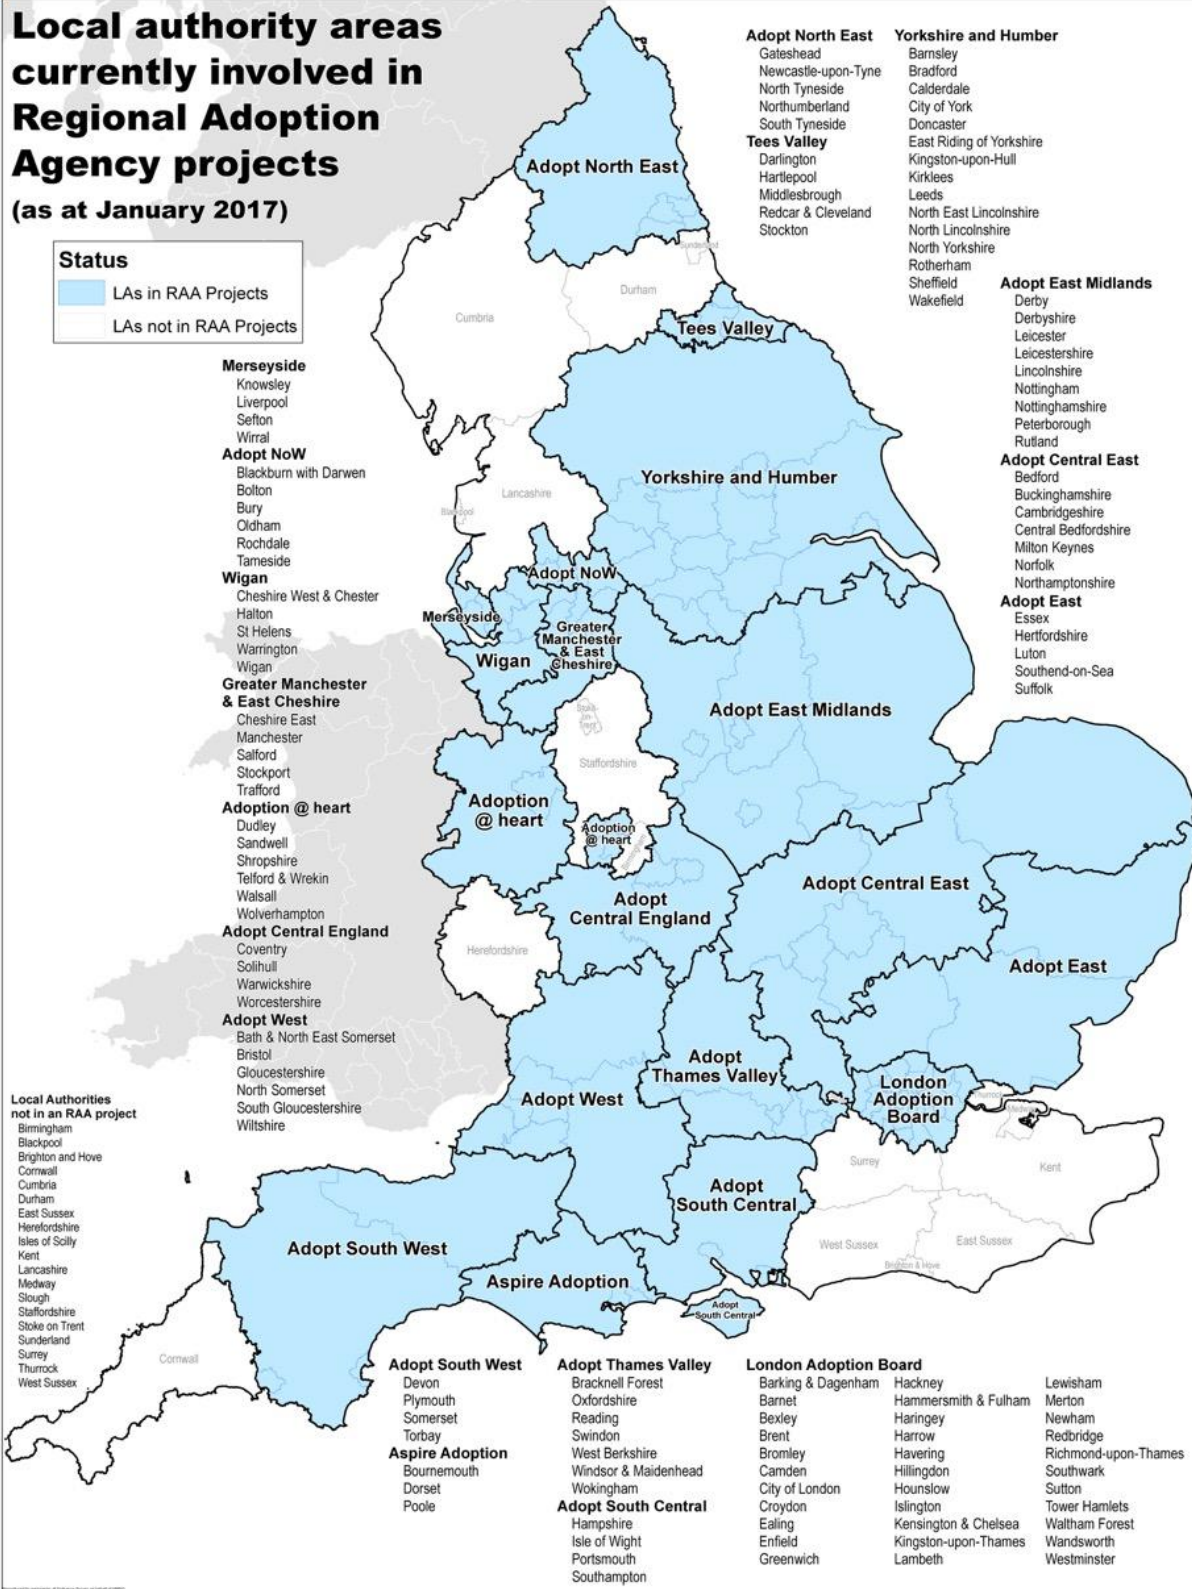 Local authority areas
currently involved in
Regional Adoption
Agency projects
(as at January 2017)
Status
LAs in RAA Projects
LAs not in RAA Projects
Adopt North East
Gateshead
Newcastle-upon-Tyne
North Tyneside
Northumberland
South Tyneside
Tees Valley
Darlington
Hartlepool
Middlesbrough
Redcar & Cleveland
Stockton
Yorkshire and Humber
Barnsley
Bradford
Calderdale
City of York
Doncaster
East Riding of Yorkshire
Kingston-upon-Hull
Kirklees
Leeds
North East Lincolnshire
North Lincolnshire
North Yorkshire
Rotherham
Sheffield
Wakefield
Adopt East Midlands
Derby
Derbyshire
Leicester
Leicestershire
Lincolnshire
Nottingham
Nottinghamshire
Peterborough
Rutland
Adopt Central East
Bedford
Buckinghamshire
Cambridgeshire
Central Bedfordshire
Milton Keynes
Norfolk
Northamptonshire
Adopt East
Essex
Hertfordshire
Luton
Southend-on-Sea
Suffolk
Merseyside
Knowsley
Liverpool
Sefton
Wirral
Adopt NoW
Blackburn with Darwen
Bolton
Bury
Oldham
Rochdale
Tameside
Wigan
Cheshire West & Chester
Halton
St Helens
Warrington
Wigan
Greater Manchester
& East Cheshire
Cheshire East
Manchester
Salford
Stockport
Trafford
Adoption @ heart
Dudley
Sandwell
Shropshire
Telford & Wrekin
Walsall
Wolverhampton
Adopt Central England
Coventry
Solihull
Warwickshire
Worcestershire
Adopt West
Bath & North East Somerset
Bristol
Gloucestershire
North Somerset
South Gloucestershire
Wiltshire
Local Authorities
not in an RAA project
Birmingham
Blackpool
Brighton and Hove
Cornwall
Cumbria
Durham
East Sussex
Herefordshire
Isles of Scilly
Kent
Lancashire
Medway
Slough
Staffordshire
Stoke on Trent
Sunderland
Surrey
Thurrock
West Sussex
Adopt North East
Sunderland
Durham
Cumbria
Tees Valley
Yorkshire and Humber
Lancashire
Blackpool
Adopt NoW
Merseyside
Greater
Manchester
& East
Cheshire
Wigan
Stoke-
on-
Trent
Adopt East Midlands
Staffordshire
Adoption
@ heart
Adoption
@ heart
Birmingham
Adopt Central East
Adopt
Central England
Herefordshire
Adopt East
Adopt
Thames Valley
London
Adoption
Board
Adopt West
Thurrock
Medway
Surrey
Kent
Adopt
South Central
West Sussex
East Sussex
Brighton & Hove
Adopt South West
Aspire Adoption
Adopt
South Central
Cornwall
Adopt South West
Devon
Plymouth
Somerset
Torbay
Aspire Adoption
Bournemouth
Dorset
Poole
Adopt Thames Valley
Bracknell Forest
Oxfordshire
Reading
Swindon
West Berkshire
Windsor & Maidenhead
Wokingham
Adopt South Central
Hampshire
Isle of Wight
Portsmouth
Southampton
London Adoption Board
Barking & Dagenham
Barnet
Bexley
Brent
Bromley
Camden
City of London
Croydon
Ealing
Enfield
Greenwich
Hackney
Hammersmith & Fulham
Haringey
Harrow
Havering
Hillingdon
Hounslow
Islington
Kensington & Chelsea
Kingston-upon-Thames
Lambeth
Lewisham
Merton
Newham
Redbridge
Richmond-upon-Thames
Southwark
Sutton
Tower Hamlets
Waltham Forest
Wandsworth
Westminster